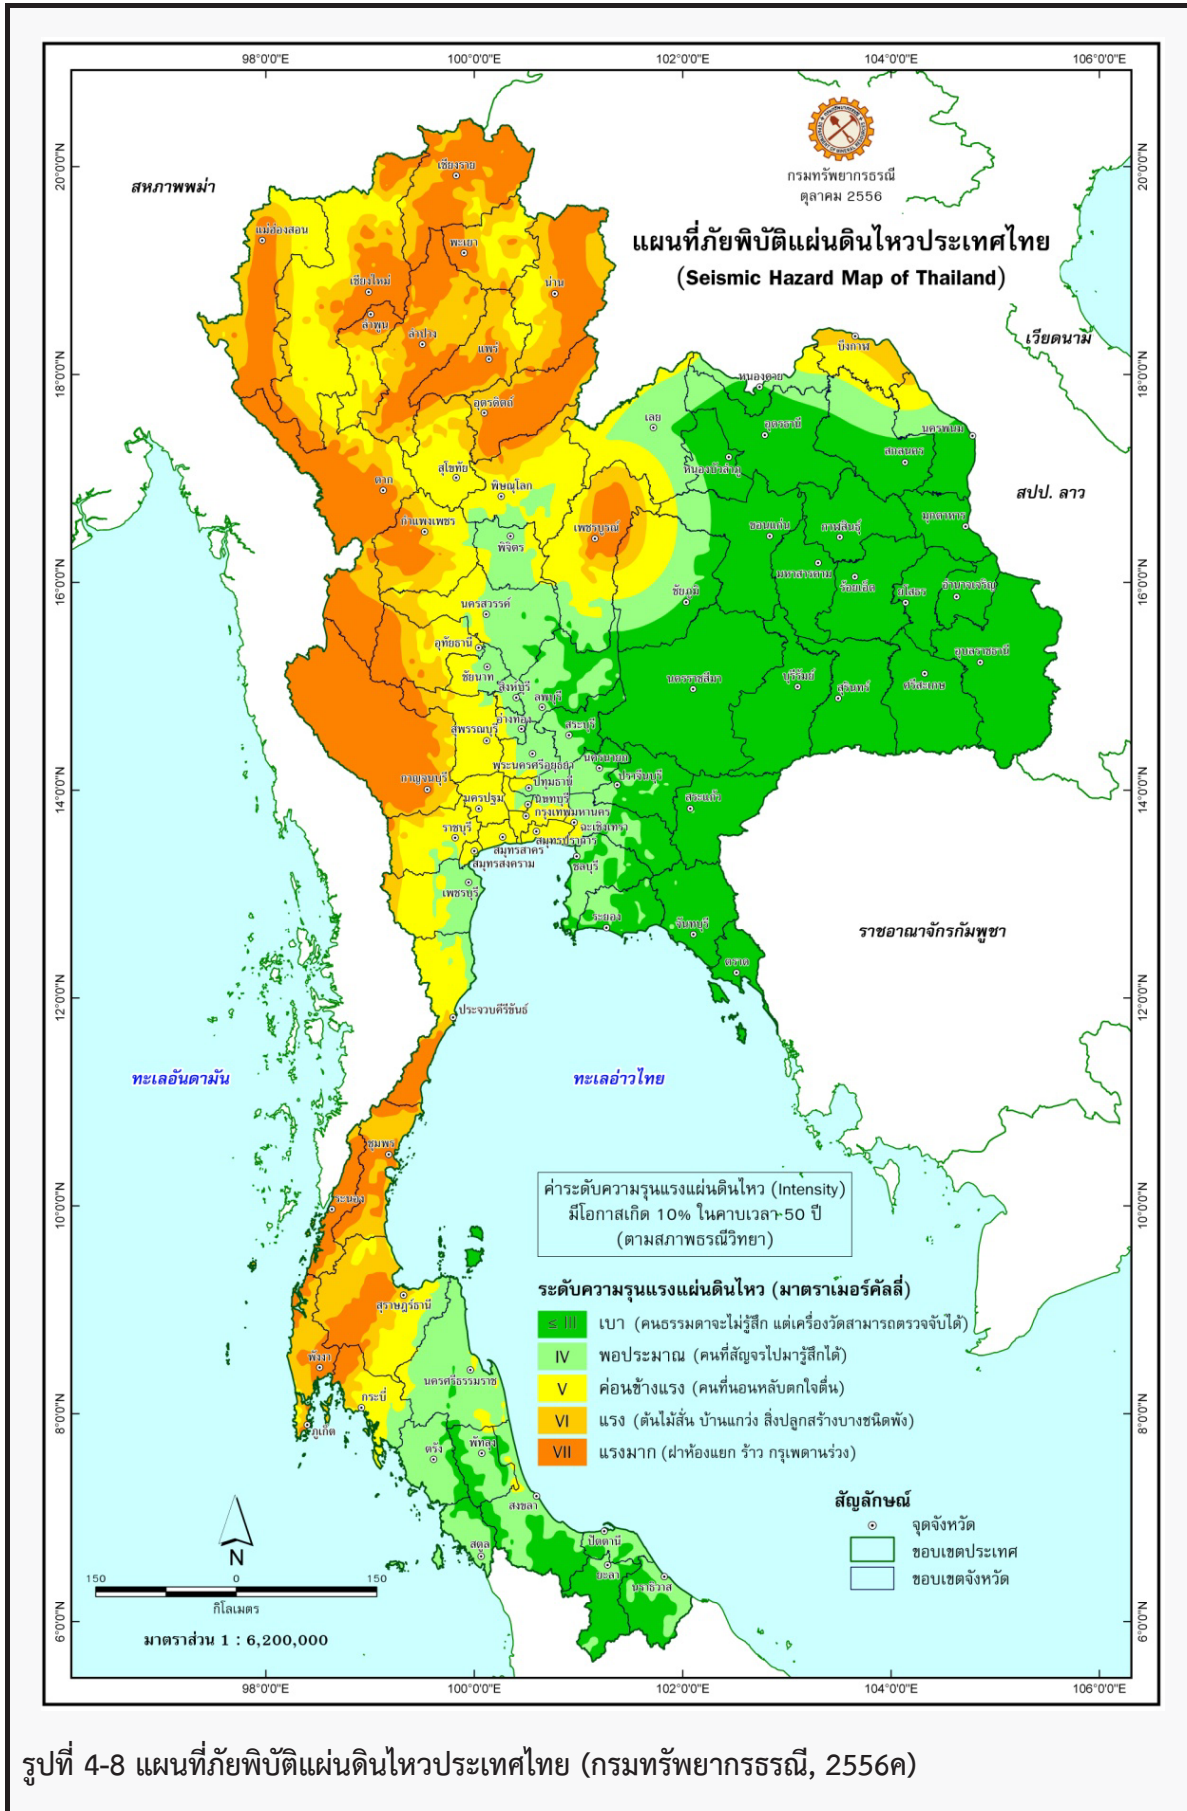 98°0'0"E 100°0'0"E 102°0'0"E 104°0'0"E 106°0'0"E
20°0'0"N 20°0'0"N
18°0'0"N 18°0'0"N
16°0'0"N 16°0'0"N
14°0'0"N 14°0'0"N
12°0'0"N 12°0'0"N
10°0'0"N 10°0'0"N
8°0'0"N 8°0'0"N
6°0'0"N 6°0'0"N
กรมทรัพยากรธรณี
ตุลาคม 2556
แผนที่ภัยพิบัติแผ่นดินไหวประเทศไทย
(Seismic Hazard Map of Thailand)
สหภาพพม่า
เวียดนาม
สปป. ลาว
ราชอาณาจักรกัมพูชา
ทะเลอันดามัน
ทะเลอ่าวไทย
เชียงราย
แม่ฮ่องสอน
พะเยา
เชียงใหม่
น่าน
ลำพูน
ลำปาง
แพร่
บึงกาฬ
หนองคาย
อุตรดิตถ์
เลย
อุดรธานี
นครพนม
สกลนคร
สุโขทัย
หนองบัวลำภู
ตาก
พิษณุโลก
กำแพงเพชร
เพชรบูรณ์
ขอนแก่น
กาฬสินธุ์
มุกดาหาร
พิจิตร
มหาสารคาม
ร้อยเอ็ด
ยโสธร
อำนาจเจริญ
นครสวรรค์
ชัยภูมิ
อุทัยธานี
ชัยนาท
อุบลราชธานี
สิงห์บุรี
ลพบุรี
นครราชสีมา
บุรีรัมย์
สุรินทร์
ศรีสะเกษ
อ่างทอง
สุพรรณบุรี
สระบุรี
พระนครศรีอยุธยา
นครนายก
กาญจนบุรี
ปทุมธานี
ปราจีนบุรี
นครปฐม
นนทบุรี
สระแก้ว
กรุงเทพมหานคร
ราชบุรี
ฉะเชิงเทรา
สมุทรสาคร
สมุทรปราการ
สมุทรสงคราม
ชลบุรี
เพชรบุรี
ระยอง
จันทบุรี
ตราด
ประจวบคีรีขันธ์
ชุมพร
ระนอง
สุราษฎร์ธานี
พังงา
นครศรีธรรมราช
กระบี่
ภูเก็ต
ตรัง
พัทลุง
สงขลา
สตูล
ปัตตานี
ยะลา
นราธิวาส
ค่าระดับความรุนแรงแผ่นดินไหว (Intensity)
มีโอกาสเกิด 10% ในคาบเวลา 50 ปี
(ตามสภาพธรณีวิทยา)
ระดับความรุนแรงแผ่นดินไหว (มาตราเมอร์คัลลี่)
≤ III เบา (คนธรรมดาจะไม่รู้สึก แต่เครื่องวัดสามารถตรวจจับได้)
IV พอประมาณ (คนที่สัญจรไปมารู้สึกได้)
V ค่อนข้างแรง (คนที่นอนหลับตกใจตื่น)
VI แรง (ต้นไม้สั่น บ้านแกว่ง สิ่งปลูกสร้างบางชนิดพัง)
VII แรงมาก (ฝาห้องแยก ร้าว กรุเพดานร่วง)
สัญลักษณ์
จุดจังหวัด
ขอบเขตประเทศ
ขอบเขตจังหวัด
N
150 0 150
กิโลเมตร
มาตราส่วน 1 : 6,200,000
98°0'0"E 100°0'0"E 102°0'0"E 104°0'0"E 106°0'0"E
รูปที่ 4-8 แผนที่ภัยพิบัติแผ่นดินไหวประเทศไทย (กรมทรัพยากรธรณี, 2556ค)